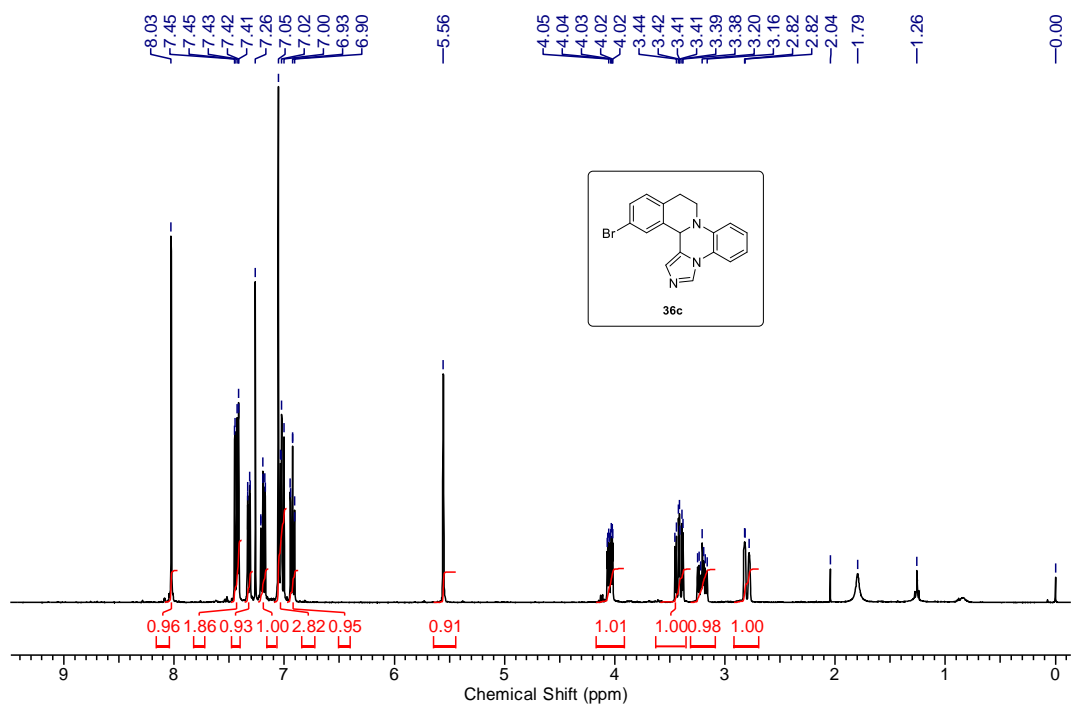 8.03 7.45 7.45 7.43 7.42 7.41 7.26 7.05 7.02 7.00 6.93 6.90 5.56 4.05 4.04 4.03 4.02 4.02 3.44 3.42 3.41 3.41 3.39 3.38 3.20 3.16 2.82 2.82 2.04 1.79 1.26 0.00
Br
N
N
N
36c
0.96 1.86 0.93 1.00 2.82 0.95 0.91 1.01 1.00 0.98 1.00
9 8 7 6 5 4 3 2 1 0
Chemical Shift (ppm)